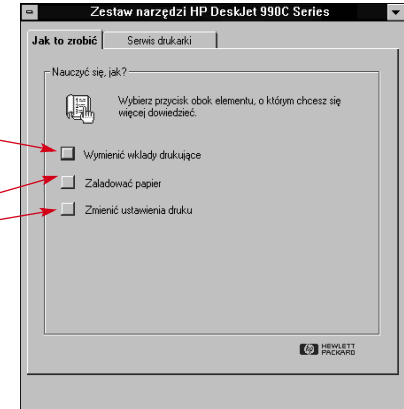 Zestaw narzędzi HP DeskJet 990C Series
Jak to zrobić
Serwis drukarki
Nauczyć się, jak?
Wybierz przycisk obok elementu, o którym chcesz się
więcej dowiedzieć.
Wymienić wkłady drukujące
Załadować papier
Zmienić ustawienia druku
HEWLETT
PACKARD